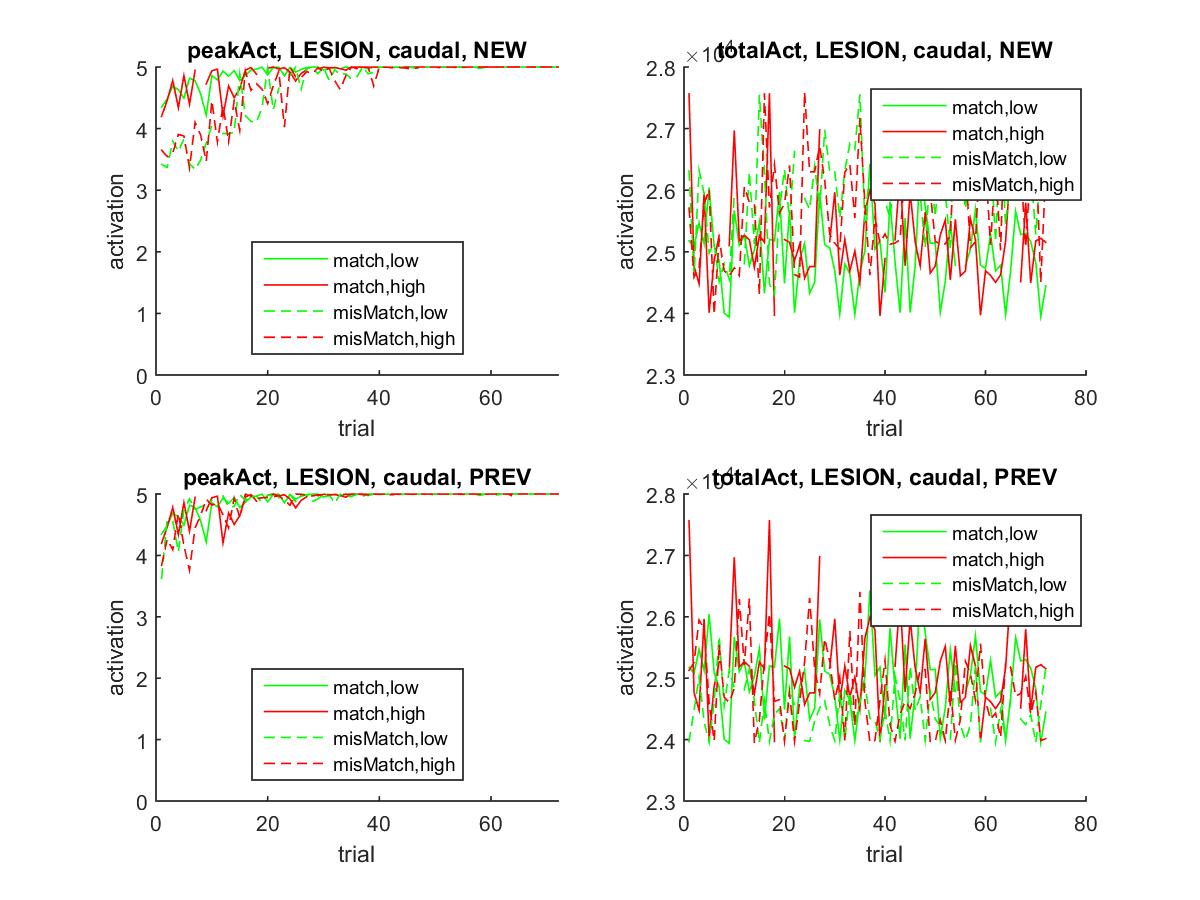 peakAct, LESION, caudal, NEW
5
4
3
2
1
0
activation
match,low
match,high
misMatch,low
misMatch,high
0 20 40 60
trial
totalAct, LESION, caudal, NEW
2.8
2.7
2.6
2.5
2.4
2.3
activation
match,low
match,high
misMatch,low
misMatch,high
0 20 40 60 80
trial
peakAct, LESION, caudal, PREV
5
4
3
2
1
0
activation
match,low
match,high
misMatch,low
misMatch,high
0 20 40 60
trial
totalAct, LESION, caudal, PREV
2.8
2.7
2.6
2.5
2.4
2.3
activation
match,low
match,high
misMatch,low
misMatch,high
0 20 40 60 80
trial